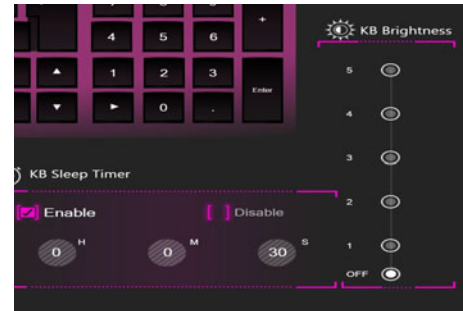 +
4 5 6
1 2 3
Enter
0 .
KB Sleep Timer
Enable
Disable
0 H
0 M
30 S
KB Brightness
5
4
3
2
1
OFF